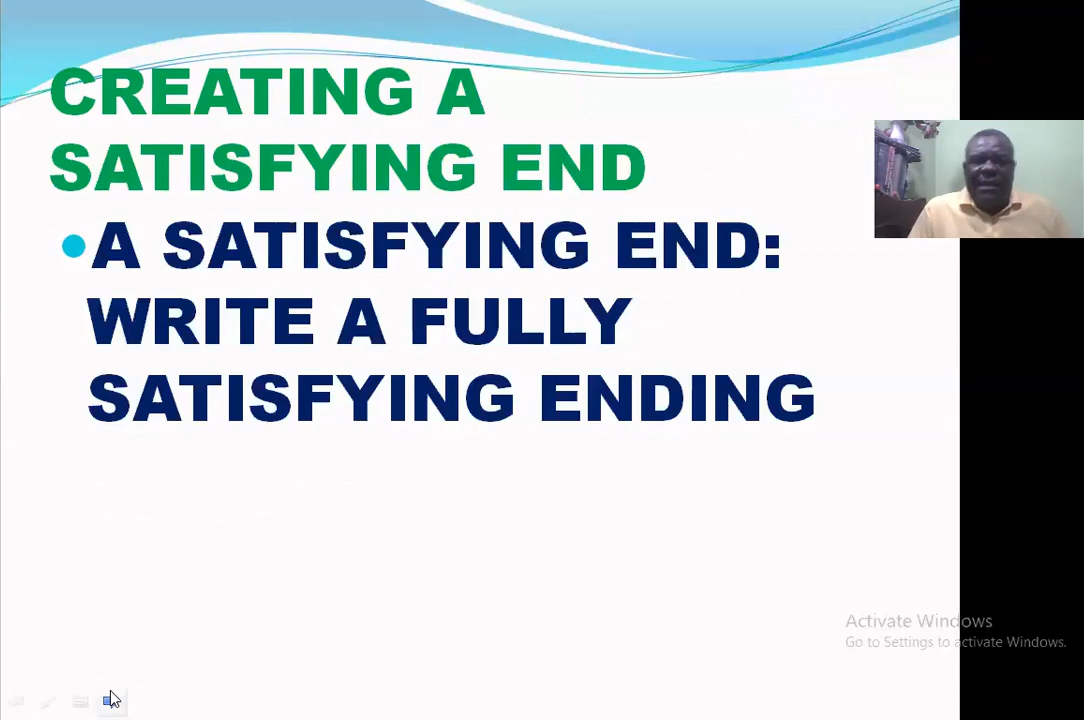 CREATING A
SATISFYING END
A SATISFYING END:
WRITE A FULLY
SATISFYING ENDING
Activate Windows
Go to Settings to activate Windows.